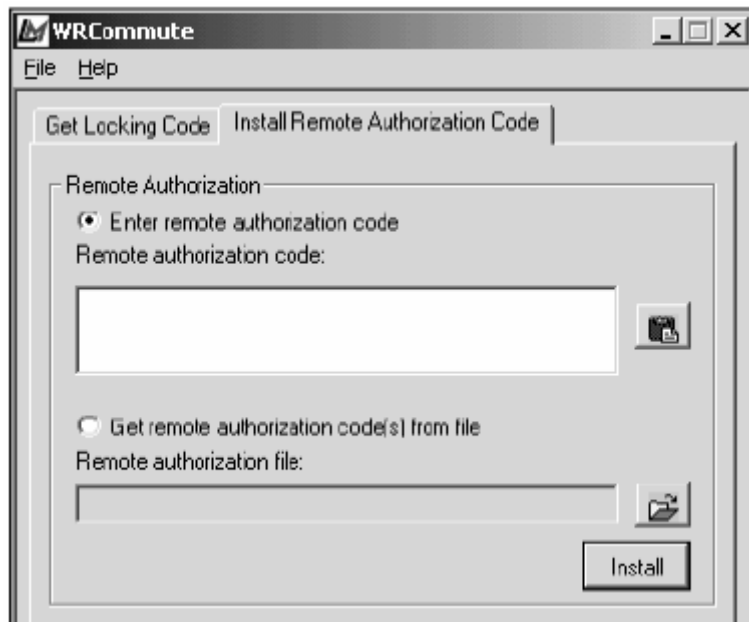 WRCommute
File Help
Get Locking Code Install Remote Authorization Code
Remote Authorization
Enter remote authorization code
Remote authorization code:
Get remote authorization code(s) from file
Remote authorization file:
Install